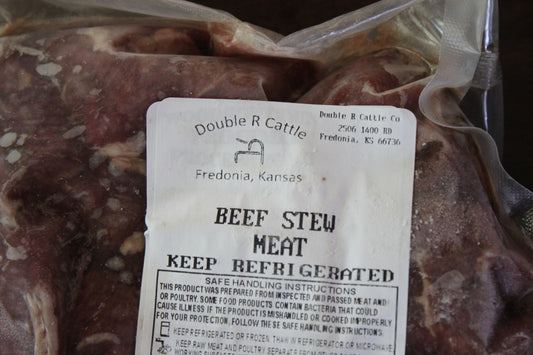 Double R Cattle
Fredonia, Kansas
Double R Cattle Co
2506 1400 RD
Fredonia, KS 66736
BEEF STEW
MEAT
KEEP REFRIGERATED
SAFE HANDLING INSTRUCTIONS
THIS PRODUCT WAS PREPARED FROM INSPECTED AND PASSED MEAT AND/
OR POULTRY. SOME FOOD PRODUCTS CONTAIN BACTERIA THAT COULD
CAUSE ILLNESS IF THE PRODUCT IS MISHANDLED OR COOKED IMPROPERLY.
FOR YOUR PROTECTION, FOLLOW THESE SAFE HANDLING INSTRUCTIONS.
KEEP REFRIGERATED OR FROZEN. THAW IN REFRIGERATOR OR MICROWAVE.
KEEP RAW MEAT AND POULTRY SEPARATE FROM